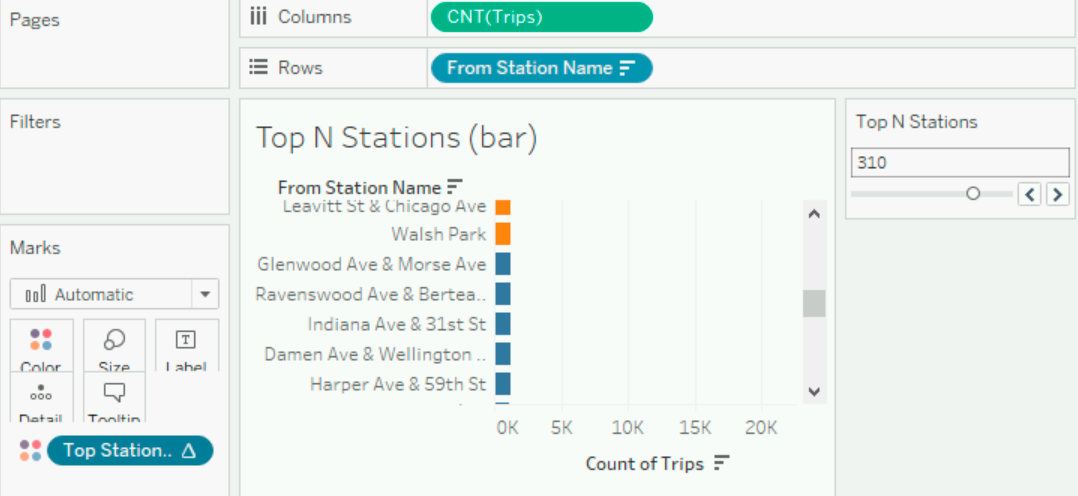 Pages
Columns
CNT(Trips)
Rows
From Station Name
Filters
Marks
Automatic
Color
Size
Label
Detail
Tooltip
Top Station.. Δ
Top N Stations (bar)
From Station Name
Leavitt St & Chicago Ave
Walsh Park
Glenwood Ave & Morse Ave
Ravenswood Ave & Bertea..
Indiana Ave & 31st St
Damen Ave & Wellington ..
Harper Ave & 59th St
0K 5K 10K 15K 20K
Count of Trips
Top N Stations
310